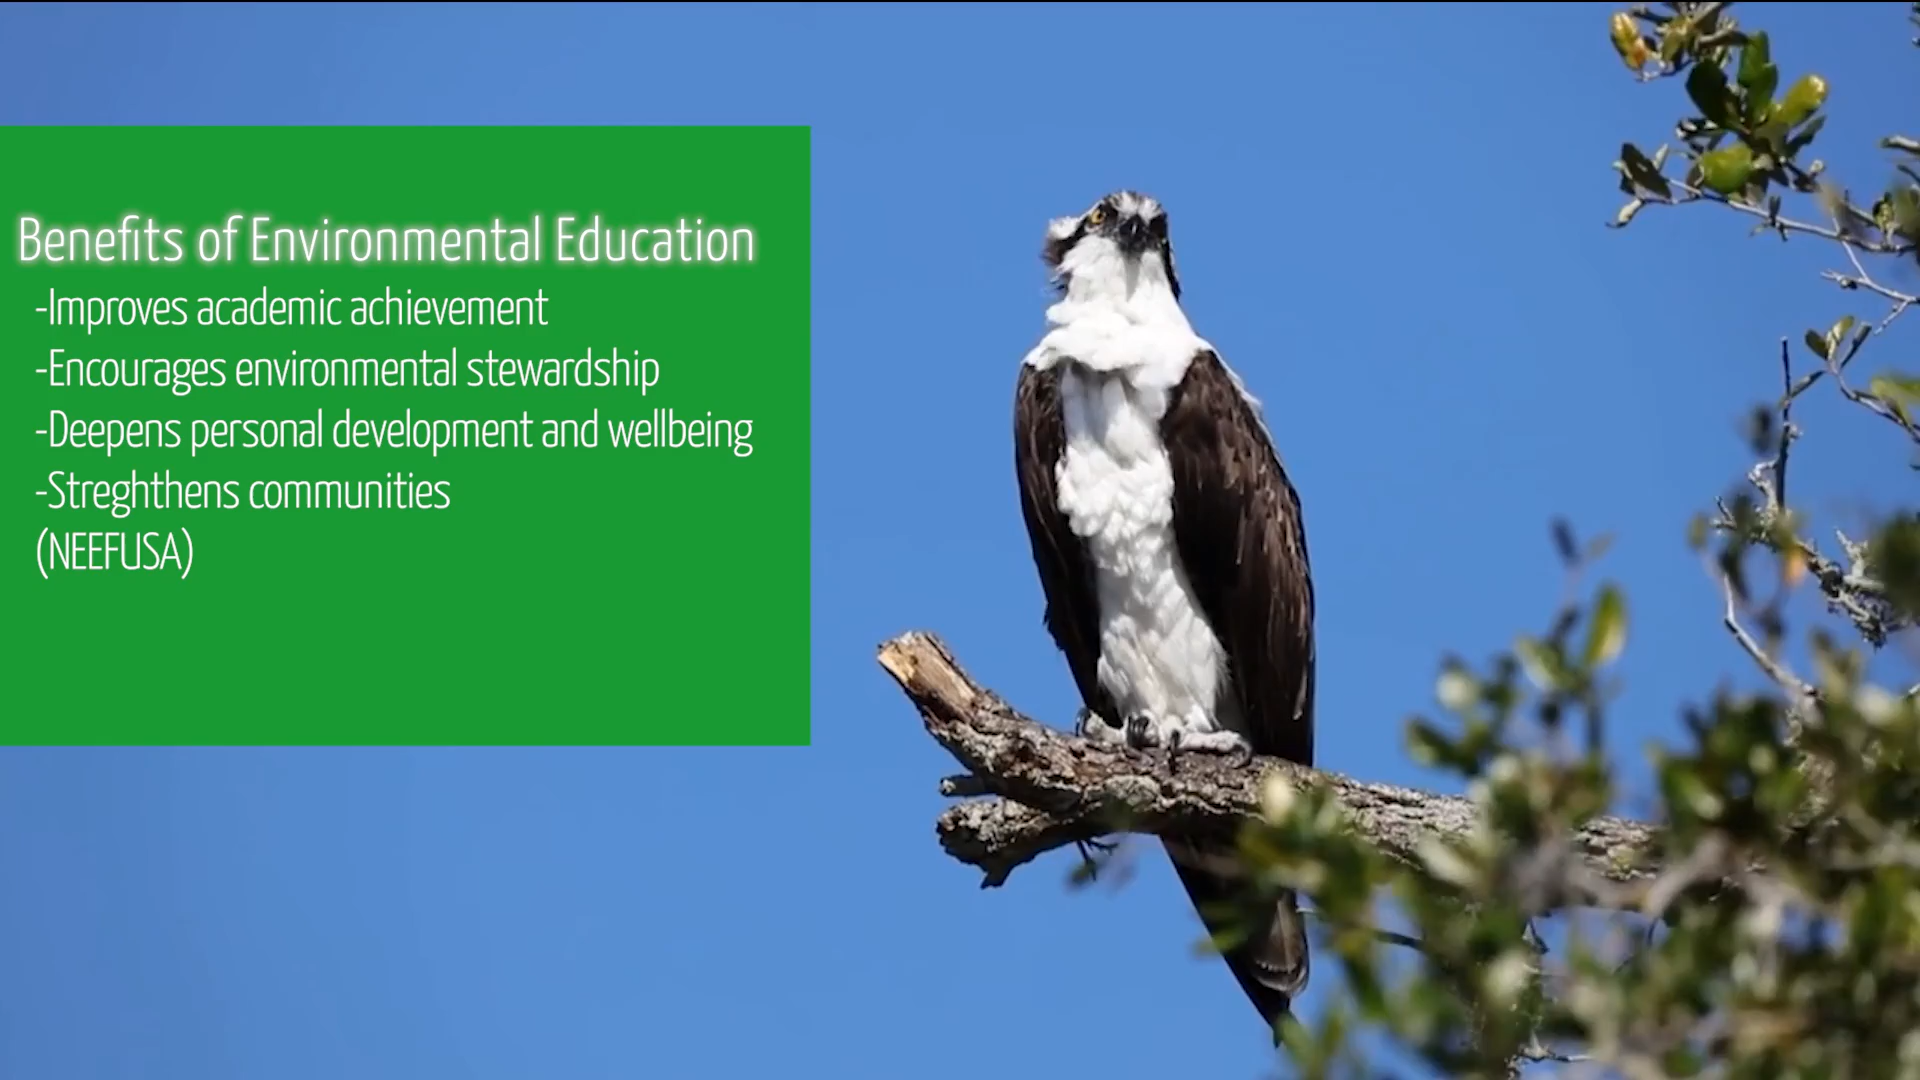 Benefits of Environmental Education
-Improves academic achievement
-Encourages environmental stewardship
-Deepens personal development and wellbeing
-Streghthens communities
(NEEFUSA)